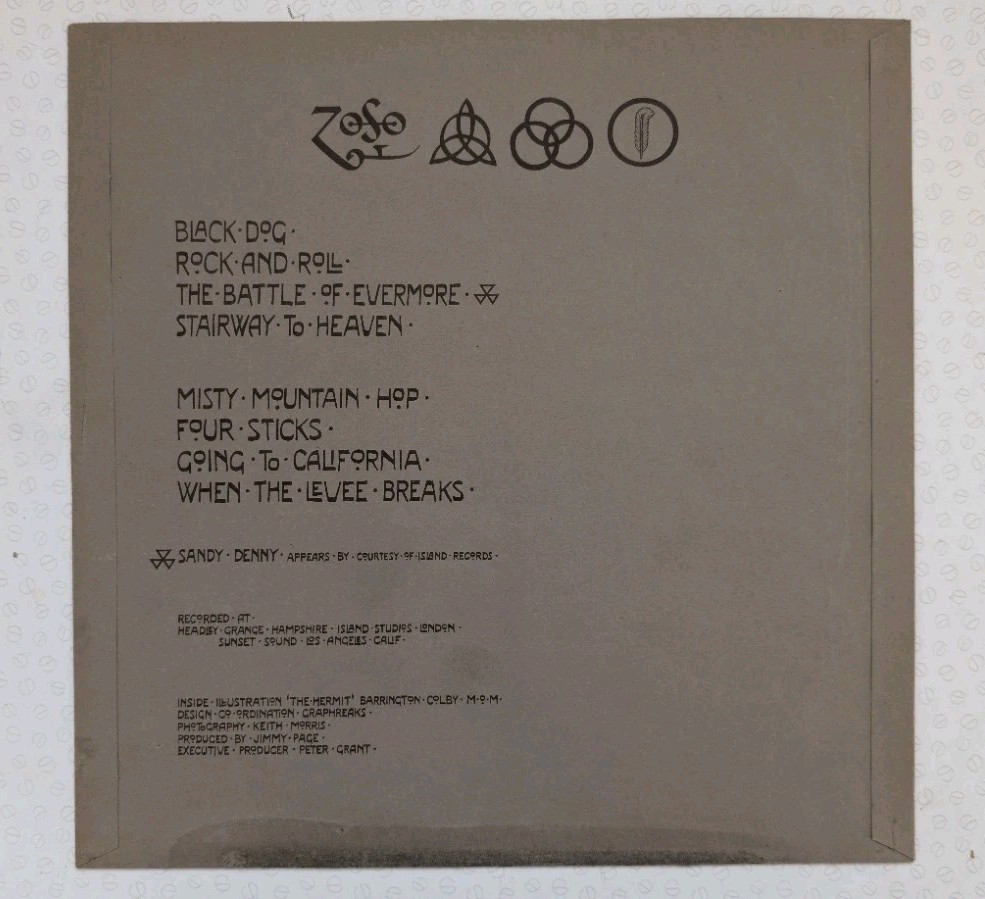 ZOSO
BLACK·DOG·
ROCK·AND·ROLL·
THE·BATTLE·OF·EVERMORE·
STAIRWAY·To·HEAVEN·
MISTY·MOUNTAIN·HOP·
FOUR·STICKS·
GOING·To·CALIFORNIA·
WHEN·THE·LEVEE·BREAKS·
SANDY·DENNY·APPEARS·BY·COURTESY·OF·ISLAND·RECORDS·
RECORDED·AT·
HEADLEY·GRANGE·HAMPSHIRE·ISLAND·STUDIOS·LONDON·
SUNSET·SOUND·LOS·ANGELES·CALIF·
INSIDE·ILLUSTRATION 'THE·HERMIT' BARRINGTON·COLBY·M·O·M·
DESIGN·CO·ORDINATION·GRAPHREAKS·
PHOTOGRAPHY·KEITH·MORRIS·
PRODUCED·BY·JIMMY·PAGE·
EXECUTIVE·PRODUCER·PETER·GRANT·